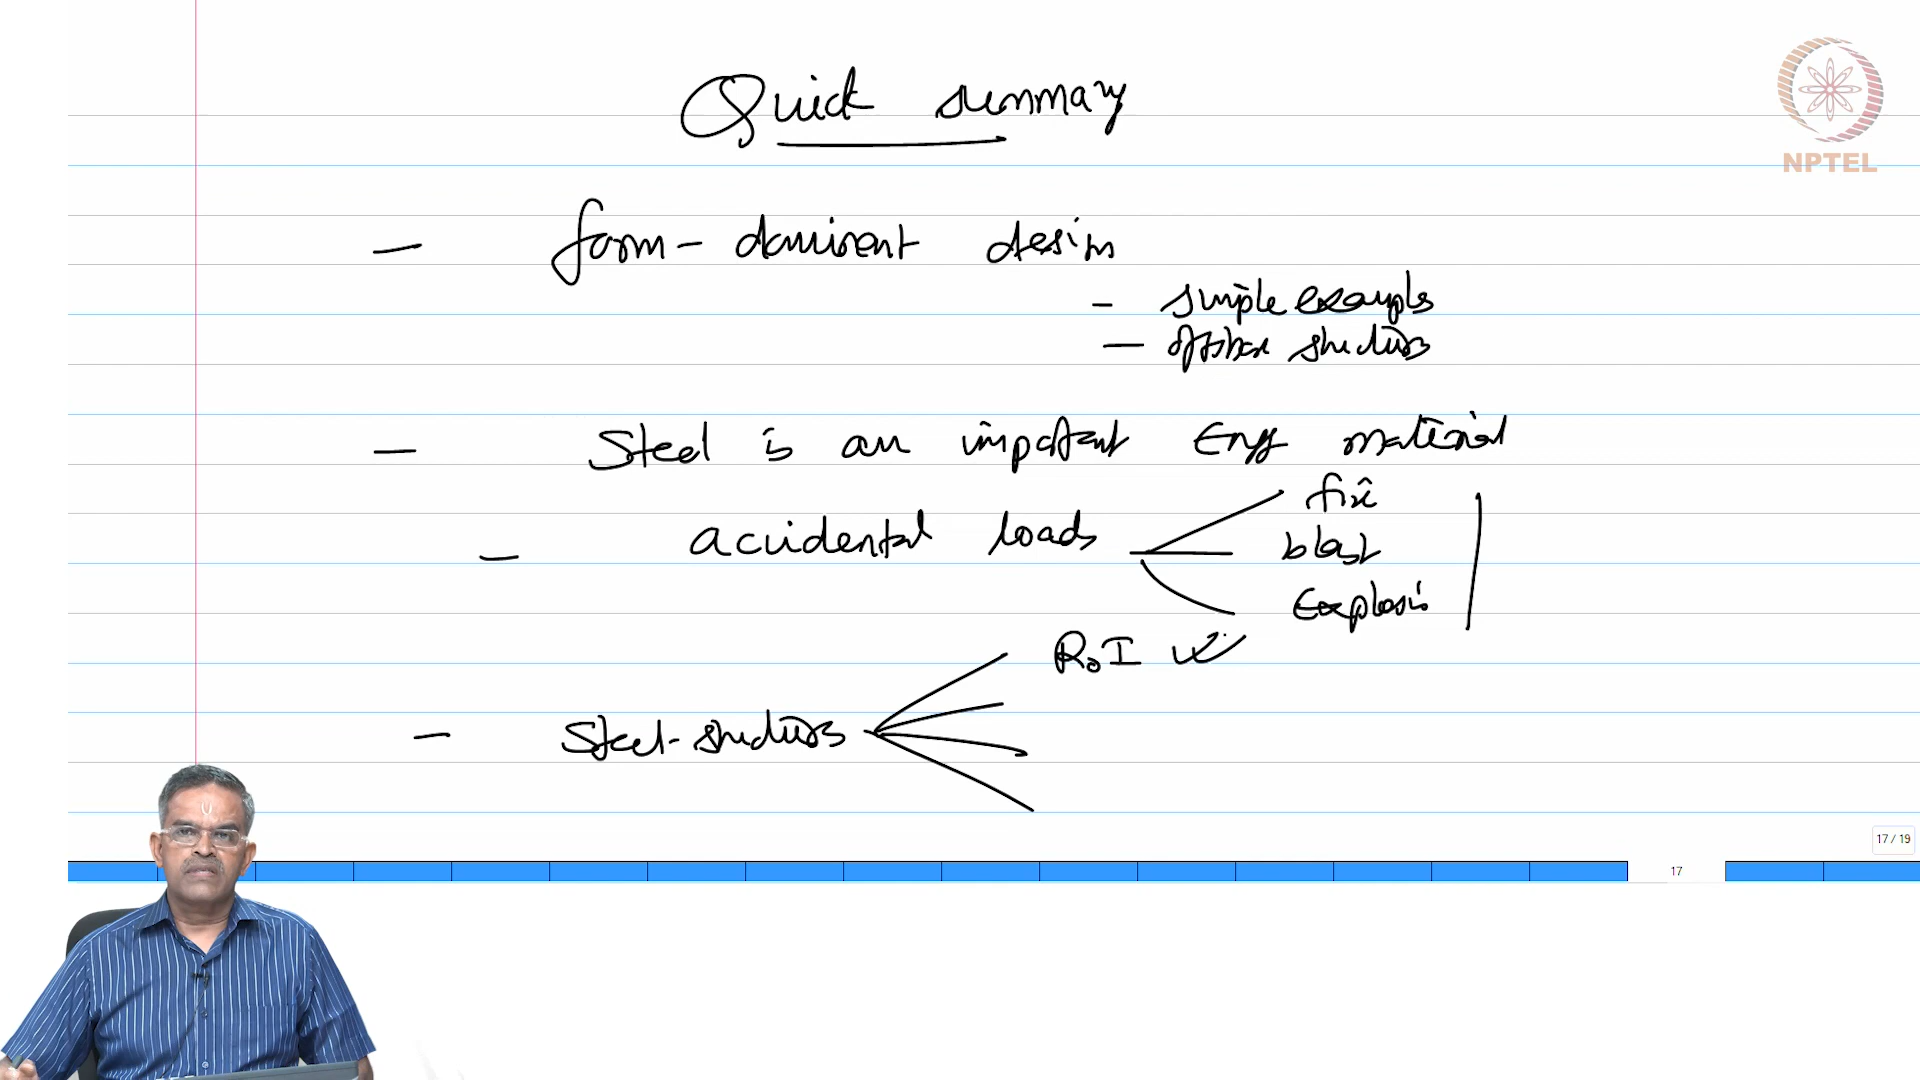 Quick summary
NPTEL
- form-dominant design
- simple examples
- offshore structures
- Steel is an important Engg material
- accidental loads
fire
blast
Explosion
RoI
- Steel-structures
17 / 19
17